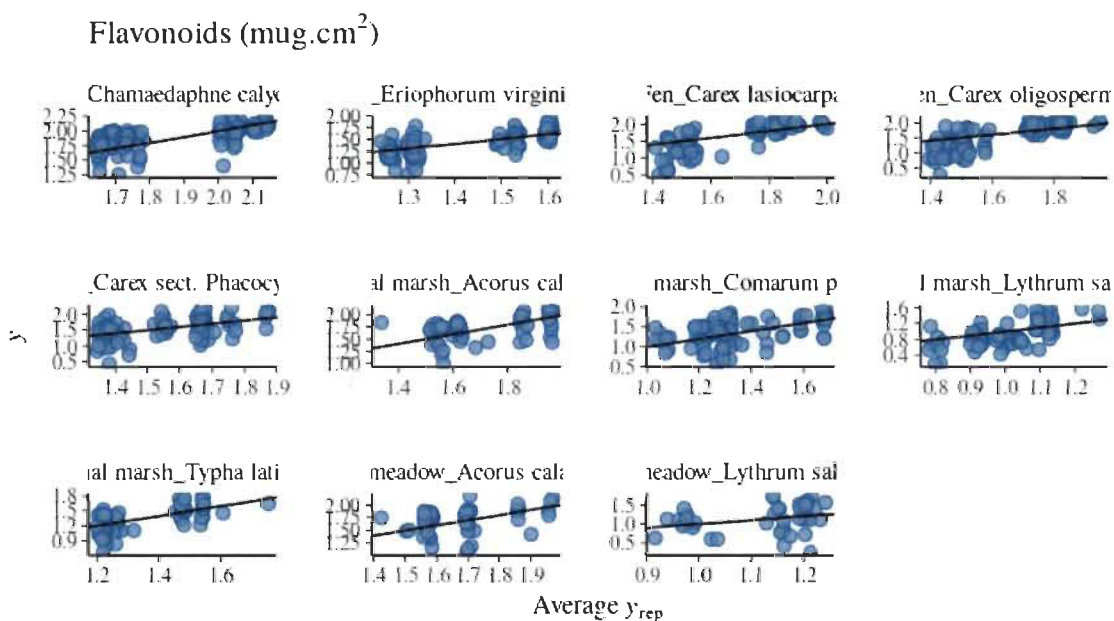 Flavonoids (mug.cm²)
Chamaedaphne caly
_Eriophorum virgini
Fen_Carex lasiocarpa
en_Carex oligosperm
2.25
2.00
1.75
1.50
1.25
2.00
1.75
1.50
1.25
1.00
0.75
2.0
1.5
1.0
0.5
2.0
1.5
1.0
0.5
1.7 1.8 1.9 2.0 2.1
1.3 1.4 1.5 1.6
1.4 1.6 1.8 2.0
1.4 1.6 1.8
_Carex sect. Phacocy
al marsh_Acorus cal
marsh_Comarum p
l marsh_Lythrum sa
2.0
1.5
1.0
0.5
2.00
.75
.50
.25
1.00
2.0
1.5
1.0
0.5
1.6
1.2
0.8
0.4
1.4 1.5 1.6 1.7 1.8 1.9
1.4 1.6 1.8
1.0 1.2 1.4 1.6
0.8 0.9 1.0 1.1 1.2
y
nal marsh_Typha lati
meadow_Acorus cala
meadow_Lythrum sal
1.8
1.5
1.2
0.9
2.00
1.75
.50
1.25
1.5
1.0
0.5
1.2 1.4 1.6
1.4 1.5 1.6 1.7 1.8 1.9
0.9 1.0 1.1 1.2
Average y_rep